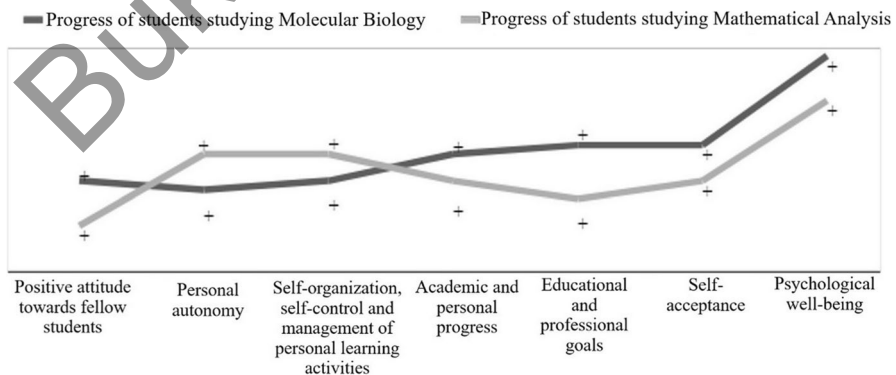 Progress of students studying Molecular Biology
Progress of students studying Mathematical Analysis
Positive attitude
towards fellow
students
Personal
autonomy
Self-organization,
self-control and
management of
personal learning
activities
Academic and
personal
progress
Educational
and
professional
goals
Self-
acceptance
Psychological
well-being